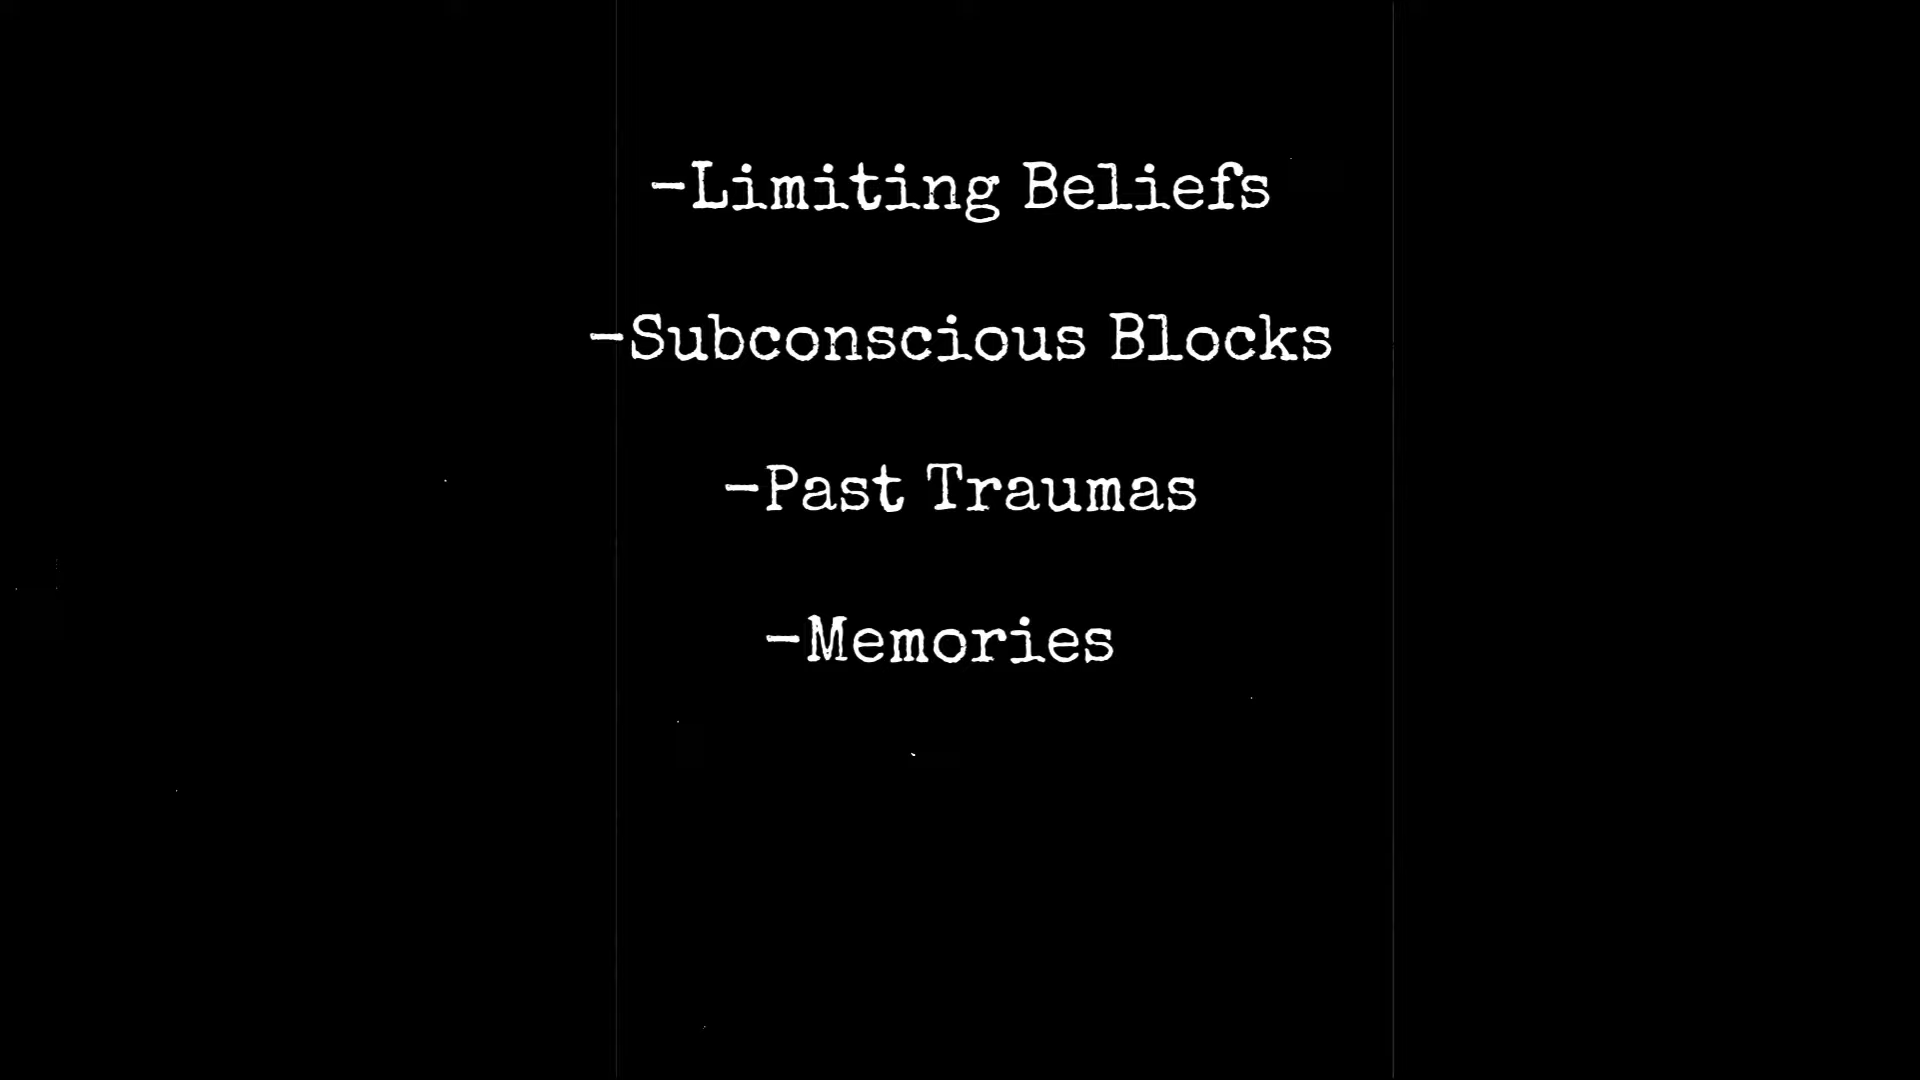 -Limiting Beliefs
-Subconscious Blocks
-Past Traumas
-Memories